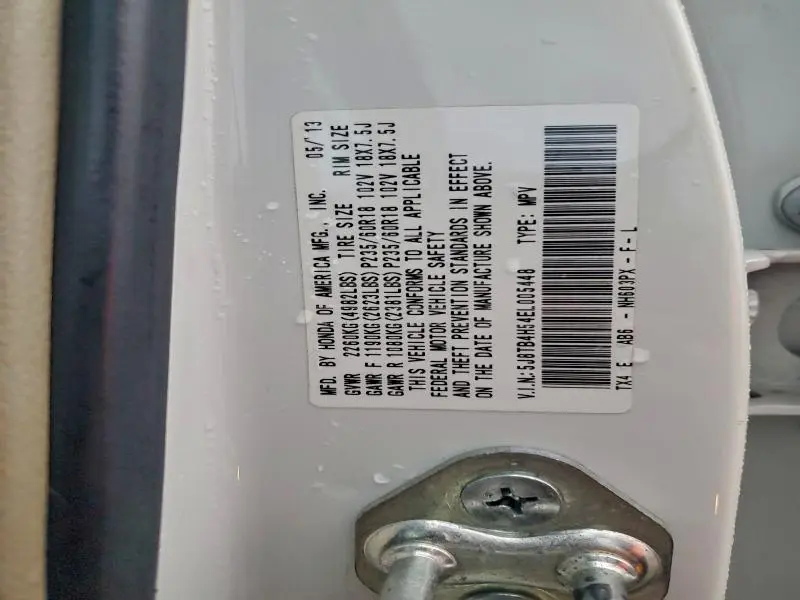 MFD. BY HONDA OF AMERICA MFG., INC. 05/13
GVWR 2260KG(4982LBS) TIRE SIZE RIM SIZE
GAWR F 1190KG(2623LBS) P235/60R18 102V 18X7.5J
GAWR R 1080KG(2381LBS) P235/60R18 102V 18X7.5J
THIS VEHICLE CONFORMS TO ALL APPLICABLE
FEDERAL MOTOR VEHICLE SAFETY
AND THEFT PREVENTION STANDARDS IN EFFECT
ON THE DATE OF MANUFACTURE SHOWN ABOVE.
V.I.N.:5J8TB4H54EL005448 TYPE: MPV
TX4 E AB6 - NH603PX - F - L